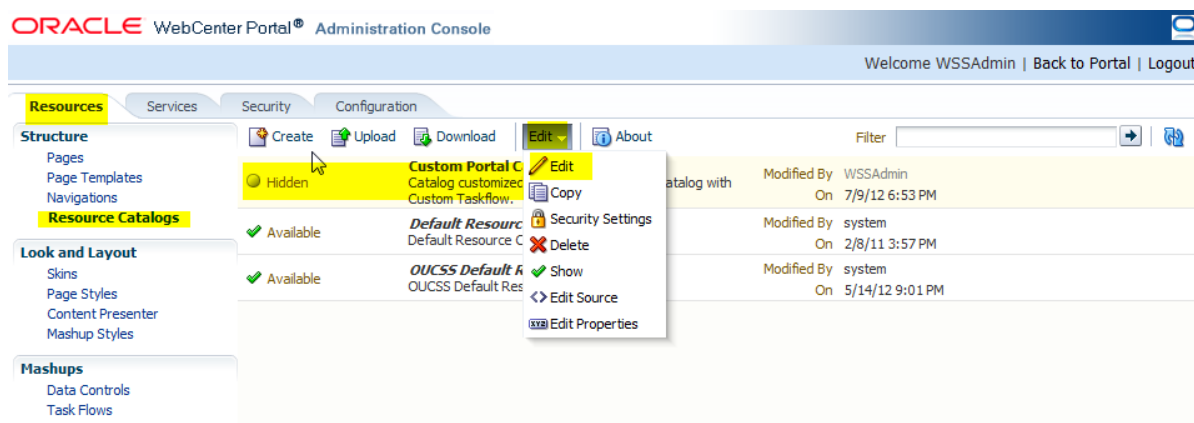 ORACLE WebCenter Portal® Administration Console
Welcome WSSAdmin | Back to Portal | Logout
Resources Services Security Configuration
Structure
Pages
Page Templates
Navigations
Resource Catalogs
Look and Layout
Skins
Page Styles
Content Presenter
Mashup Styles
Mashups
Data Controls
Task Flows
Create Upload Download Edit About Filter
Hidden
Custom Portal C
Catalog customized
atalog with
Custom Taskflow.
Modified By WSSAdmin
On 7/9/12 6:53 PM
Available
Default Resourc
Default Resource C
Modified By system
On 2/8/11 3:57 PM
Available
OUCSS Default R
OUCSS Default Res
Modified By system
On 5/14/12 9:01 PM
Edit
Copy
Security Settings
Delete
Show
Edit Source
Edit Properties